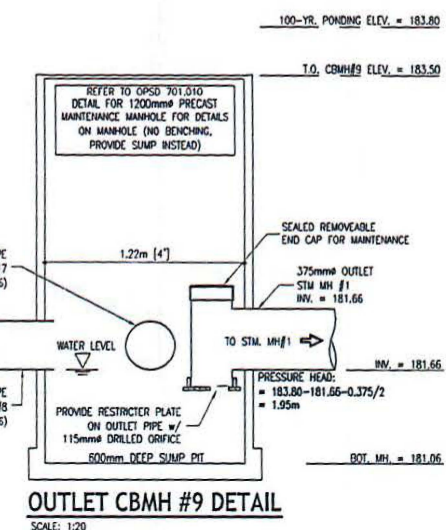 100-YR. PONDING ELEV. = 183.80
T.O. CBMH#9 ELEV. = 183.50
REFER TO OPSD 701.010
DETAIL FOR 1200mmø PRECAST
MAINTENANCE MANHOLE FOR DETAILS
ON MANHOLE (NO BENCHING,
PROVIDE SUMP INSTEAD)
SEALED REMOVEABLE
END CAP FOR MAINTENANCE
1.22m [4"]
375mmø OUTLET
STM MH #1
INV. = 181.66
WATER LEVEL
TO STM. MH#1
INV. = 181.66
PRESSURE HEAD:
= 183.80-181.66-0.375/2
= 1.95m
PROVIDE RESTRICTER PLATE
ON OUTLET PIPE w/
115mmø DRILLED ORIFICE
600mm DEEP SUMP PIT
BOT. MH. = 181.06
OUTLET CBMH #9 DETAIL
SCALE: 1:20